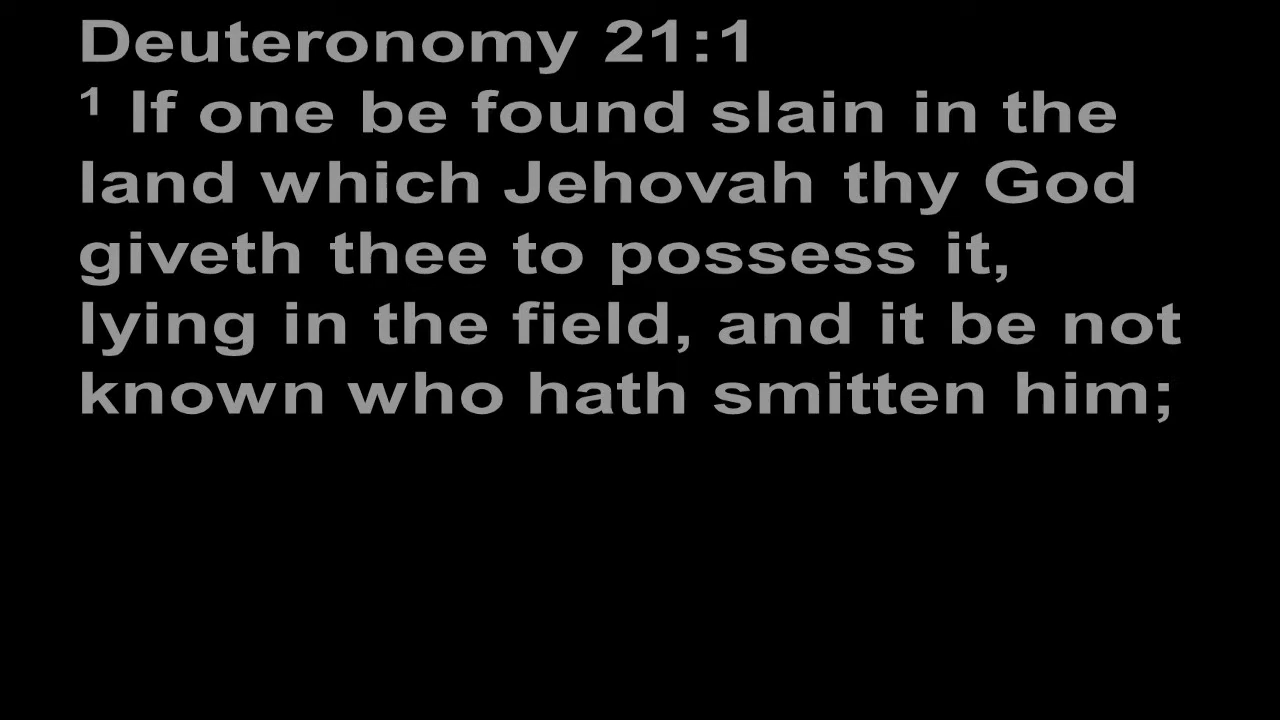 Deuteronomy 21:1
1 If one be found slain in the
land which Jehovah thy God
giveth thee to possess it,
lying in the field, and it be not
known who hath smitten him;